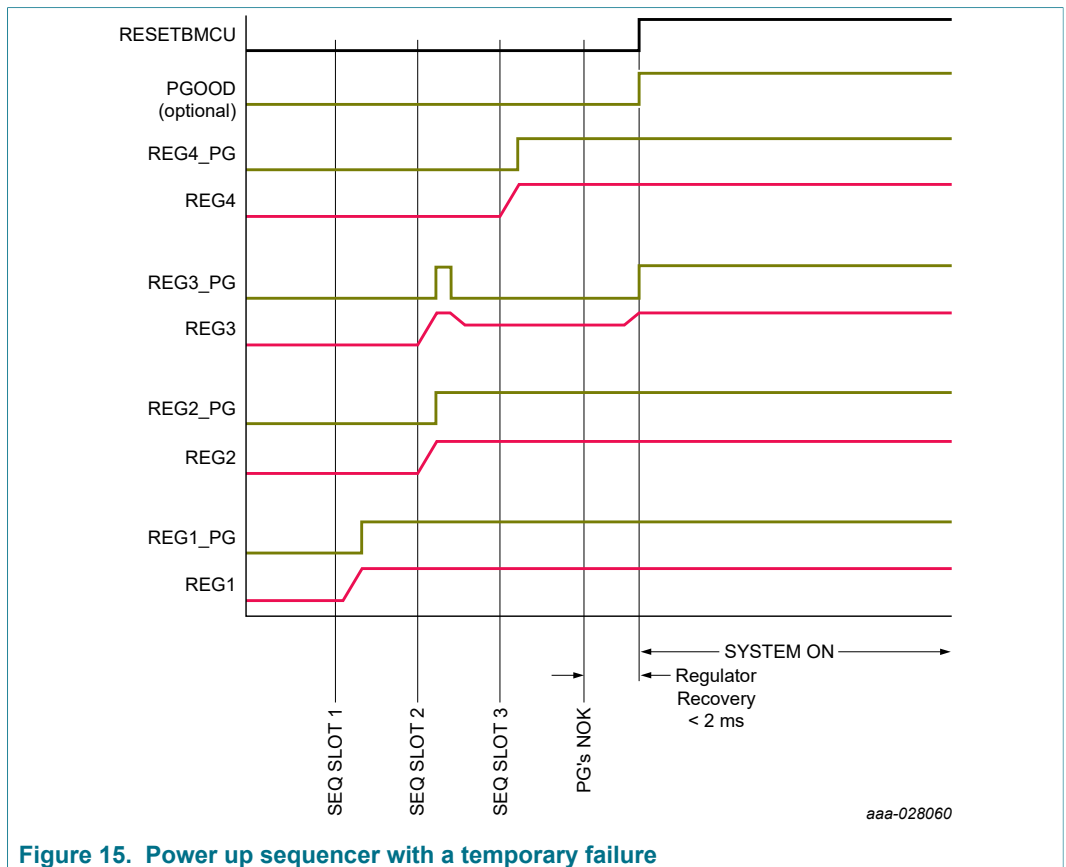 RESETBMCU
PGOOD
(optional)
REG4_PG
REG4
REG3_PG
REG3
REG2_PG
REG2
REG1_PG
REG1
SYSTEM ON
Regulator
Recovery
< 2 ms
SEQ SLOT 1
SEQ SLOT 2
SEQ SLOT 3
PG's NOK
aaa-028060
Figure 15. Power up sequencer with a temporary failure